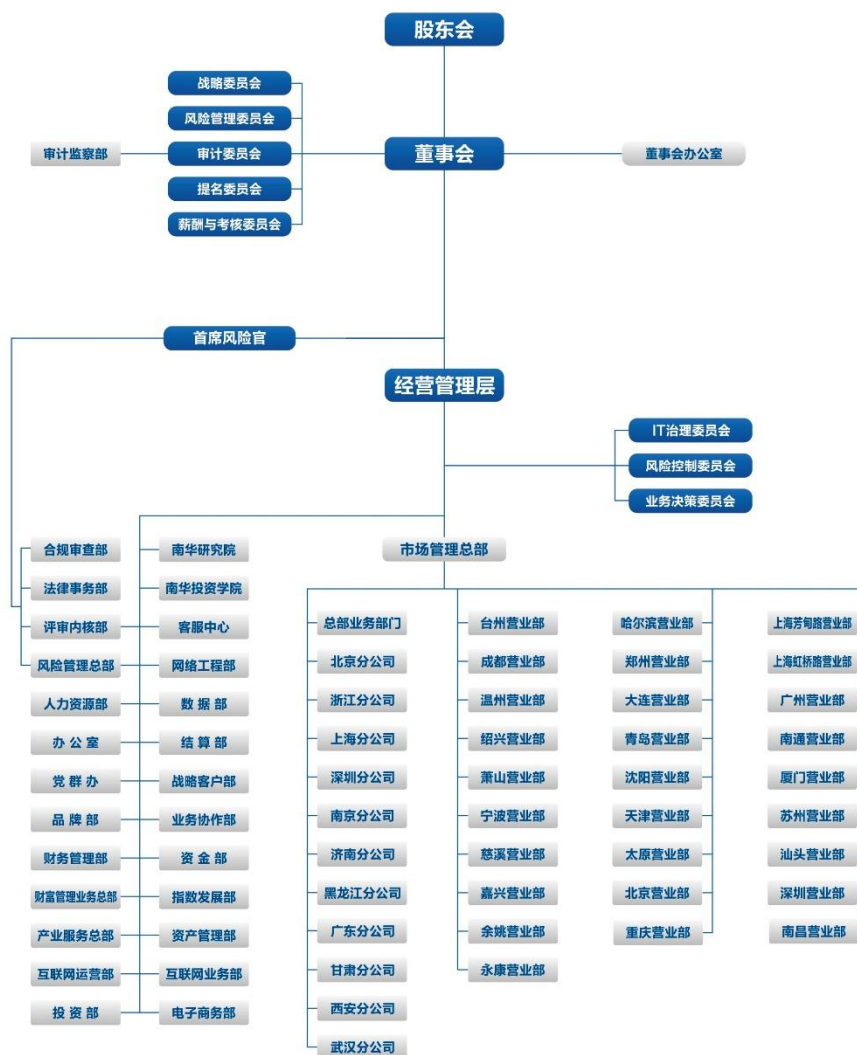 股东会
战略委员会
风险管理委员会
审计监察部
审计委员会
董事会
董事会办公室
提名委员会
薪酬与考核委员会
首席风险官
经营管理层
IT治理委员会
风险控制委员会
业务决策委员会
市场管理总部
合规审查部
法律事务部
评审内核部
风险管理总部
人力资源部
办公室
党群办
品牌部
财务管理部
财富管理业务总部
产业服务总部
互联网运营部
投资部
南华研究院
南华投资学院
客服中心
网络工程部
数据部
结算部
战略客户部
业务协作部
资金部
指数发展部
资产管理部
互联网业务部
电子商务部
总部业务部门
北京分公司
浙江分公司
上海分公司
深圳分公司
南京分公司
济南分公司
黑龙江分公司
广东分公司
甘肃分公司
西安分公司
武汉分公司
台州营业部
成都营业部
温州营业部
绍兴营业部
萧山营业部
宁波营业部
慈溪营业部
嘉兴营业部
余姚营业部
永康营业部
哈尔滨营业部
郑州营业部
大连营业部
青岛营业部
沈阳营业部
天津营业部
太原营业部
北京营业部
重庆营业部
上海芳甸路营业部
上海虹桥路营业部
广州营业部
南通营业部
厦门营业部
苏州营业部
汕头营业部
深圳营业部
南昌营业部